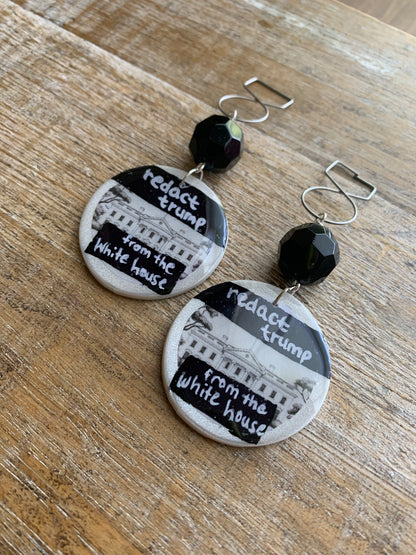 redact
trump
from the
White house
redact
trump
from the
white house